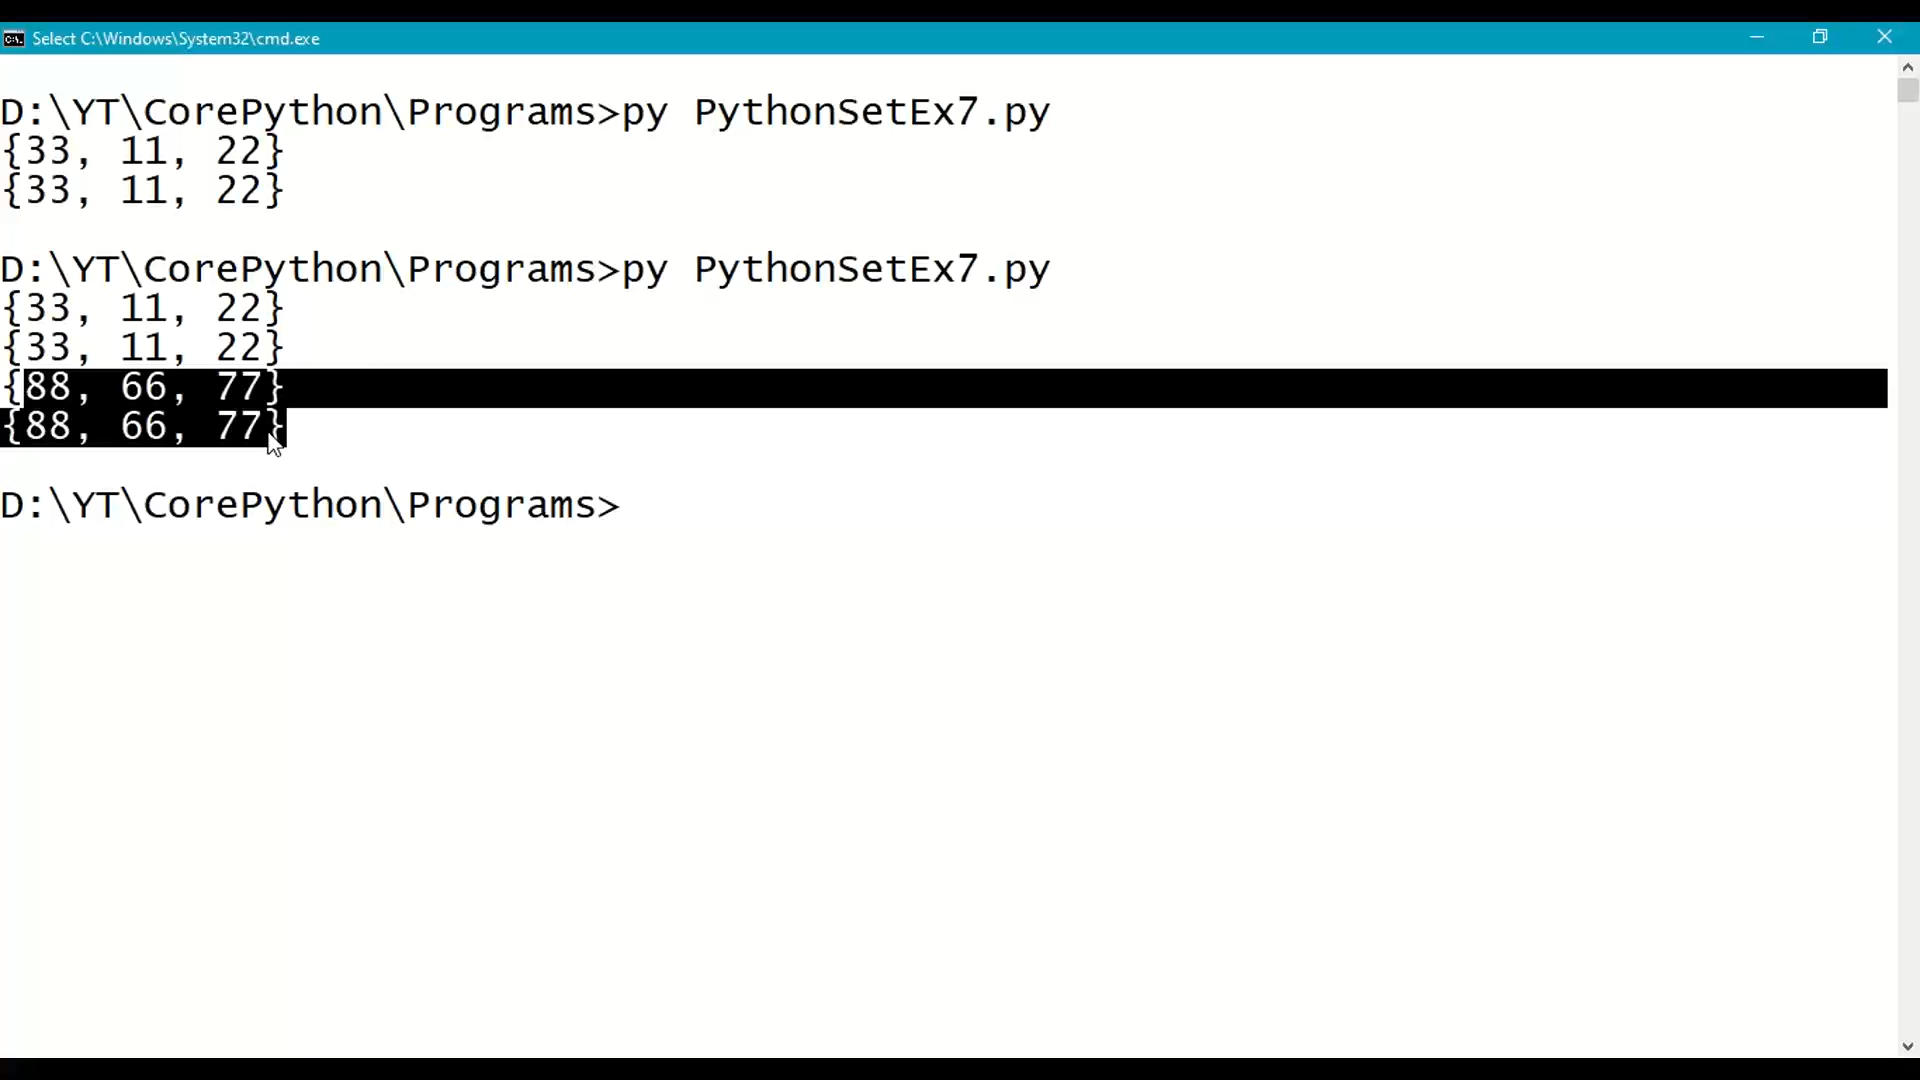 Select C:\Windows\System32\cmd.exe
D:\YT\CorePython\Programs>py PythonSetEx7.py
{33, 11, 22}
{33, 11, 22}
D:\YT\CorePython\Programs>py PythonSetEx7.py
{33, 11, 22}
{33, 11, 22}
{88, 66, 77}
{88, 66, 77}
D:\YT\CorePython\Programs>